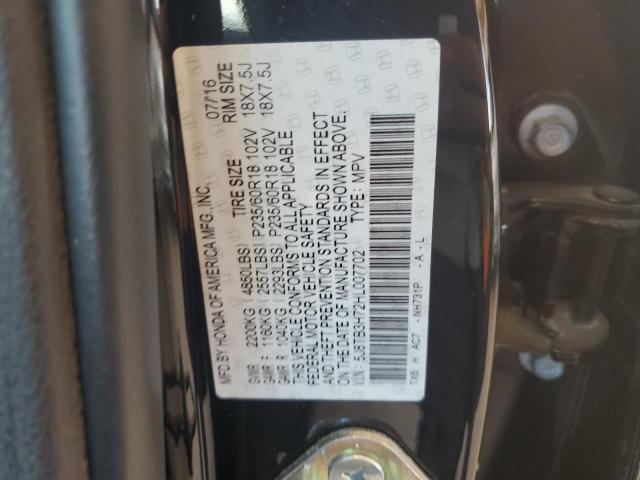 MFD.BY HONDA OF AMERICA MFG.,INC. 07/16
TIRE SIZE RIM SIZE
GVWR 2200KG (4850LBS) P235/60R18 102V 18X7.5J
GAWR F 1160KG (2557LBS) P235/60R18 102V 18X7.5J
GAWR R 1040KG (2293LBS)
THIS VEHICLE CONFORMS TO ALL APPLICABLE
FEDERAL MOTOR VEHICLE SAFETY
AND THEFT PREVENTION STANDARDS IN EFFECT
ON THE DATE OF MANUFACTURE SHOWN ABOVE.
V.I.N.: 5J8TB3H72HL007702 TYPE: MPV
TX5 H AC7 -NH731P -A-L